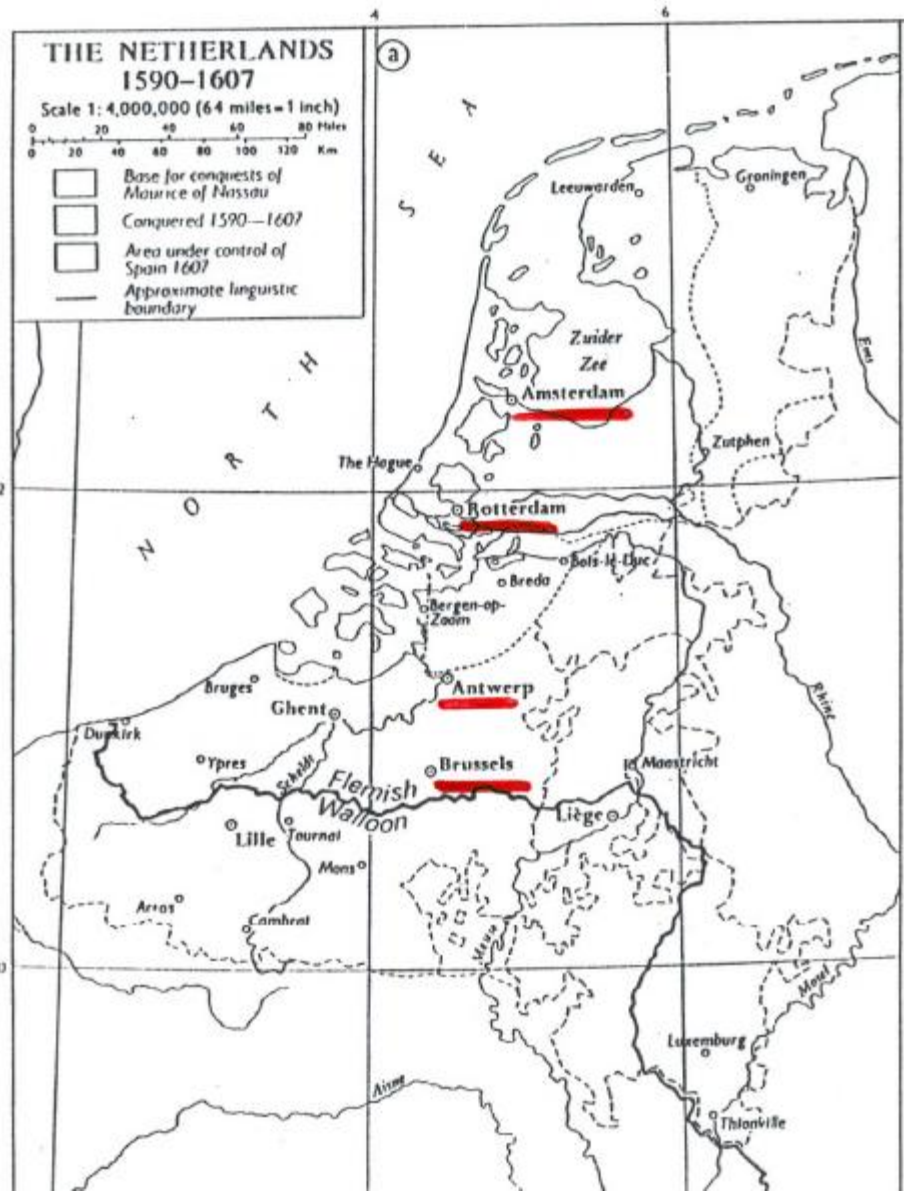 4
6
THE NETHERLANDS
1590–1607
Scale 1: 4,000,000 (64 miles=1 inch)
0 20 40 60 80 Miles
0 20 40 60 80 100 120 Km
Base for conquests of
Maurice of Nassau
Conquered 1590—1607
Area under control of
Spain 1607
Approximate linguistic
boundary
a
NORTH SEA
Leeuwarden
Groningen
Zuider
Zee
Ems
Amsterdam
Zutphen
The Hague
2
Rotterdam
Bois-le-Duc
Breda
Bergen-op-
Zoom
Rhine
Bruges
Antwerp
Ghent
Dunkirk
Ypres
Scheldt
Brussels
Maestricht
Flemish
Walloon
Liège
Lille
Tournai
Mons
Arras
Cambrai
Meuse
0
Mosel
Luxemburg
Aisne
Thionville